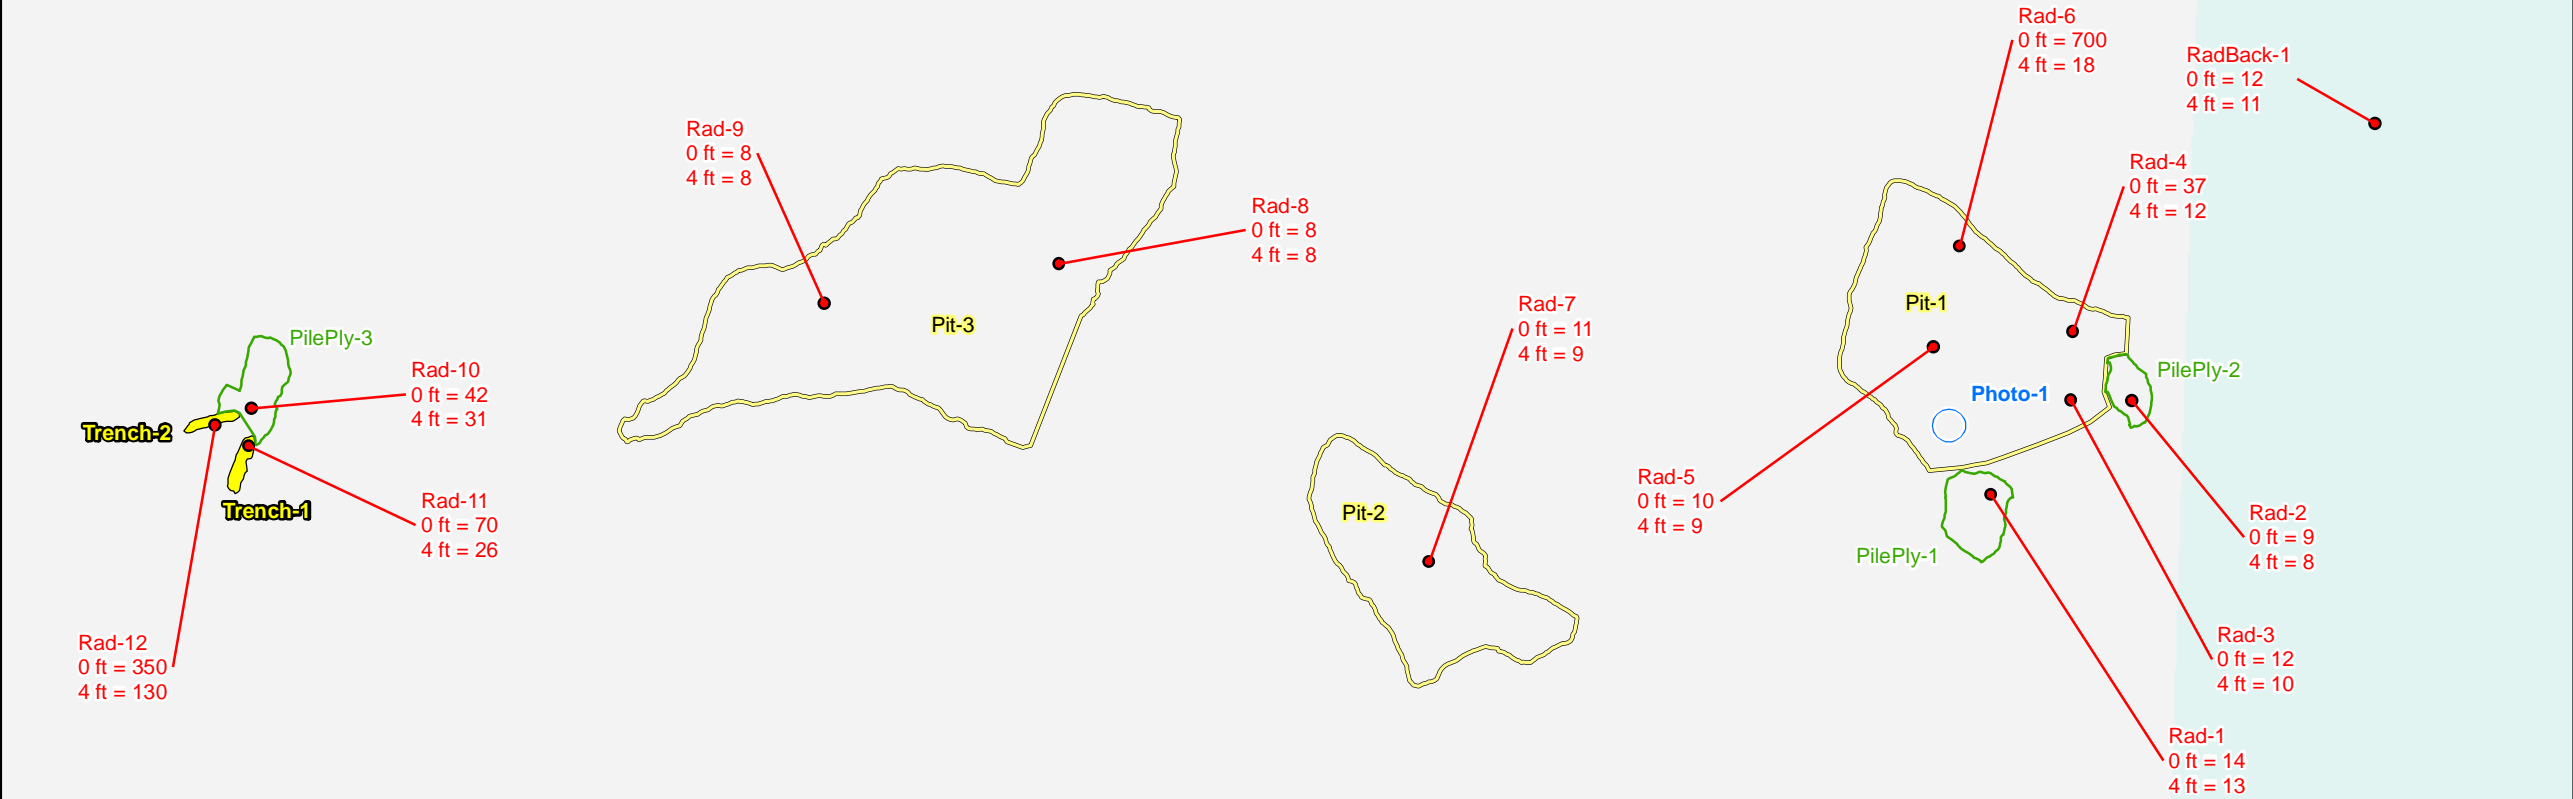 Rad-6
0 ft = 700
4 ft = 18
RadBack-1
0 ft = 12
4 ft = 11
Rad-9
0 ft = 8
4 ft = 8
Rad-4
0 ft = 37
4 ft = 12
Rad-8
0 ft = 8
4 ft = 8
Rad-7
0 ft = 11
4 ft = 9
Pit-1
Pit-3
PilePly-3
Rad-10
0 ft = 42
4 ft = 31
PilePly-2
Photo-1
Trench-2
Rad-5
0 ft = 10
4 ft = 9
Rad-11
0 ft = 70
4 ft = 26
Trench-1
Pit-2
Rad-2
0 ft = 9
4 ft = 8
PilePly-1
Rad-12
0 ft = 350
4 ft = 130
Rad-3
0 ft = 12
4 ft = 10
Rad-1
0 ft = 14
4 ft = 13